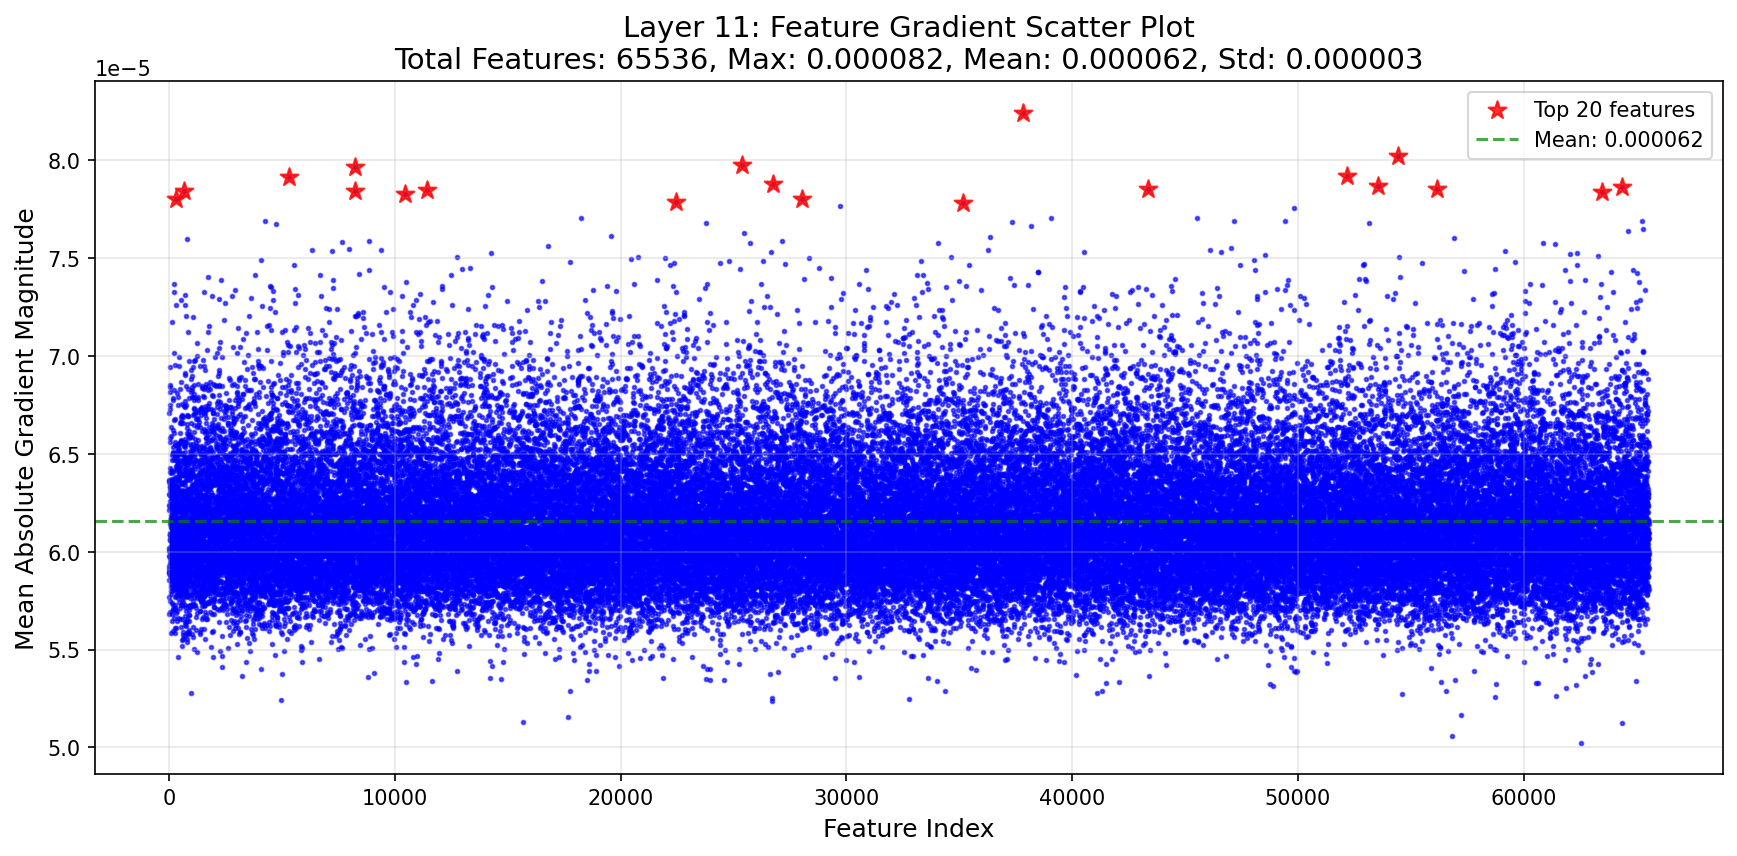 Layer 11: Feature Gradient Scatter Plot
Total Features: 65536, Max: 0.000082, Mean: 0.000062, Std: 0.000003
1e−5
Top 20 features
Mean: 0.000062
8.0
7.5
7.0
6.5
6.0
5.5
5.0
Mean Absolute Gradient Magnitude
0 10000 20000 30000 40000 50000 60000
Feature Index